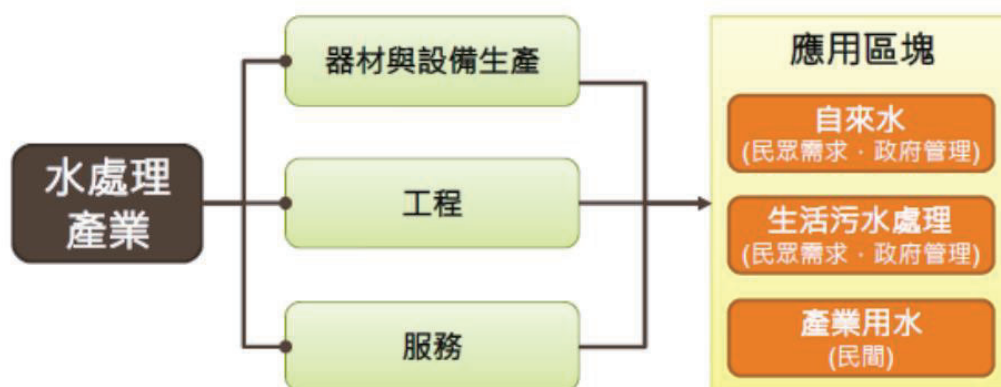 水處理
產業
器材與設備生產
工程
服務
應用區塊
自來水
(民眾需求．政府管理)
生活污水處理
(民眾需求．政府管理)
產業用水
(民間)